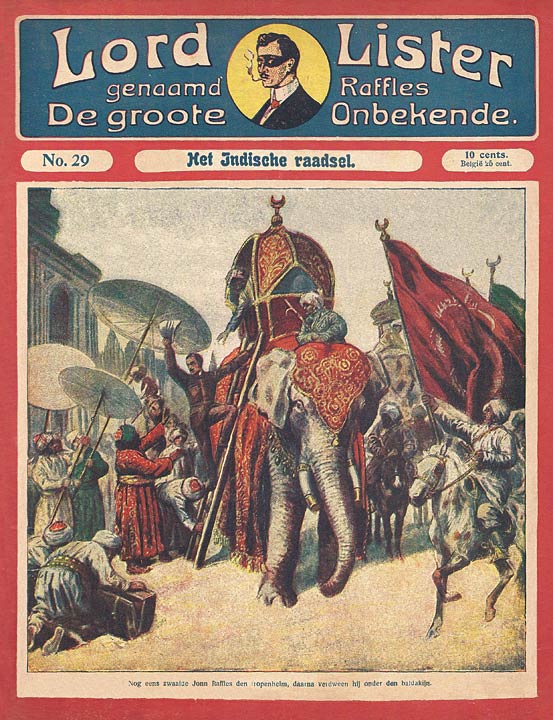 Lord Lister
genaamd Raffles
De groote Onbekende.
No. 29
Het Indische raadsel.
10 cents.
België 25 cent.
Nog eens zwaaide John Raffles den tropenhelm, daarna verdween hij onder den baldakijn.